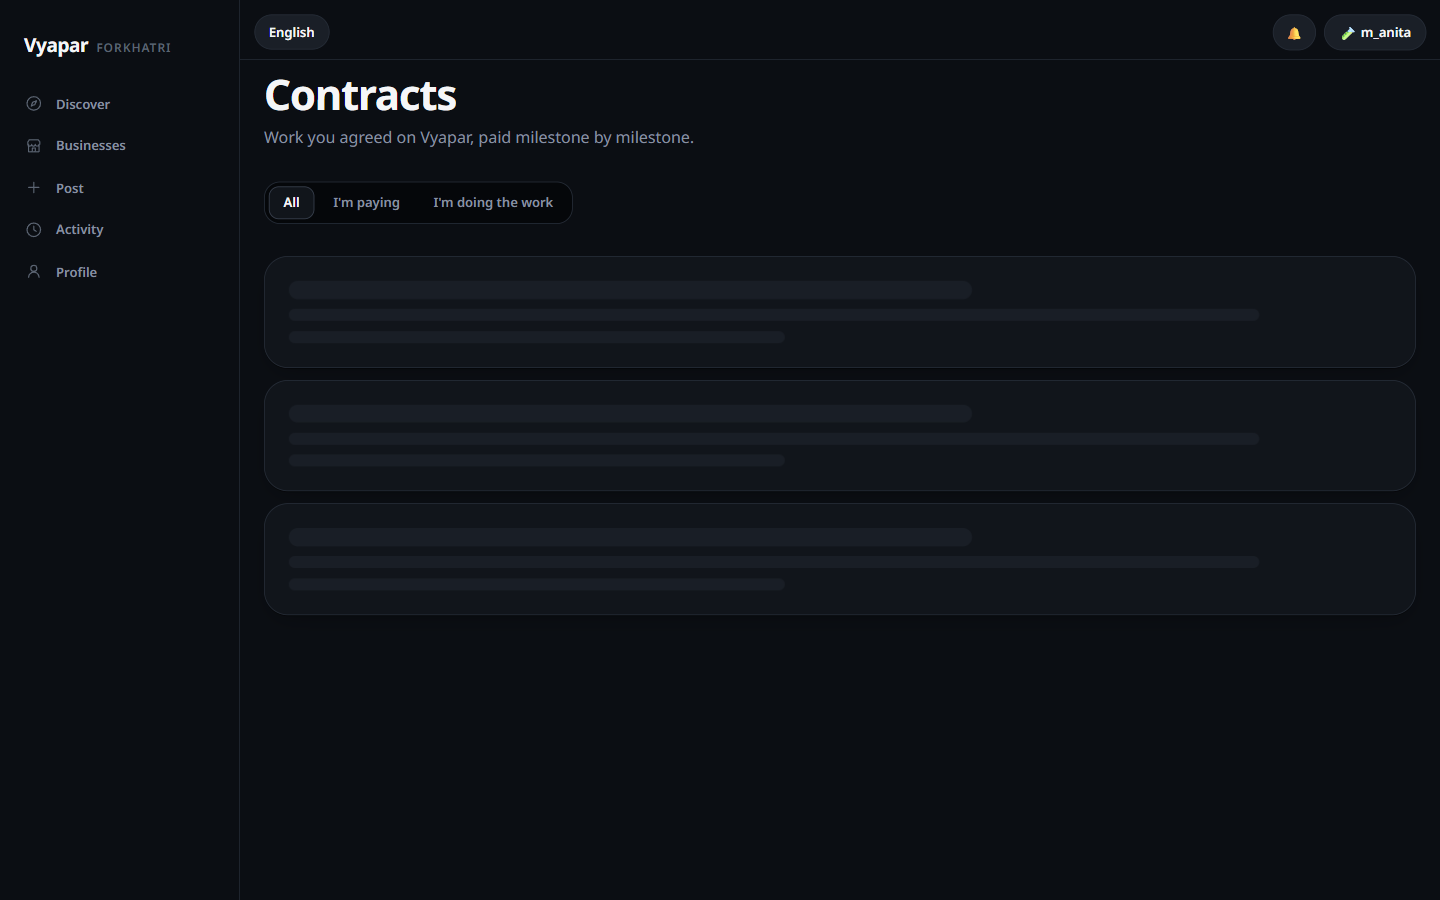 Vyapar FORKHATRI
Discover
Businesses
Post
Activity
Profile
English
m_anita
Contracts
Work you agreed on Vyapar, paid milestone by milestone.
All
I'm paying
I'm doing the work